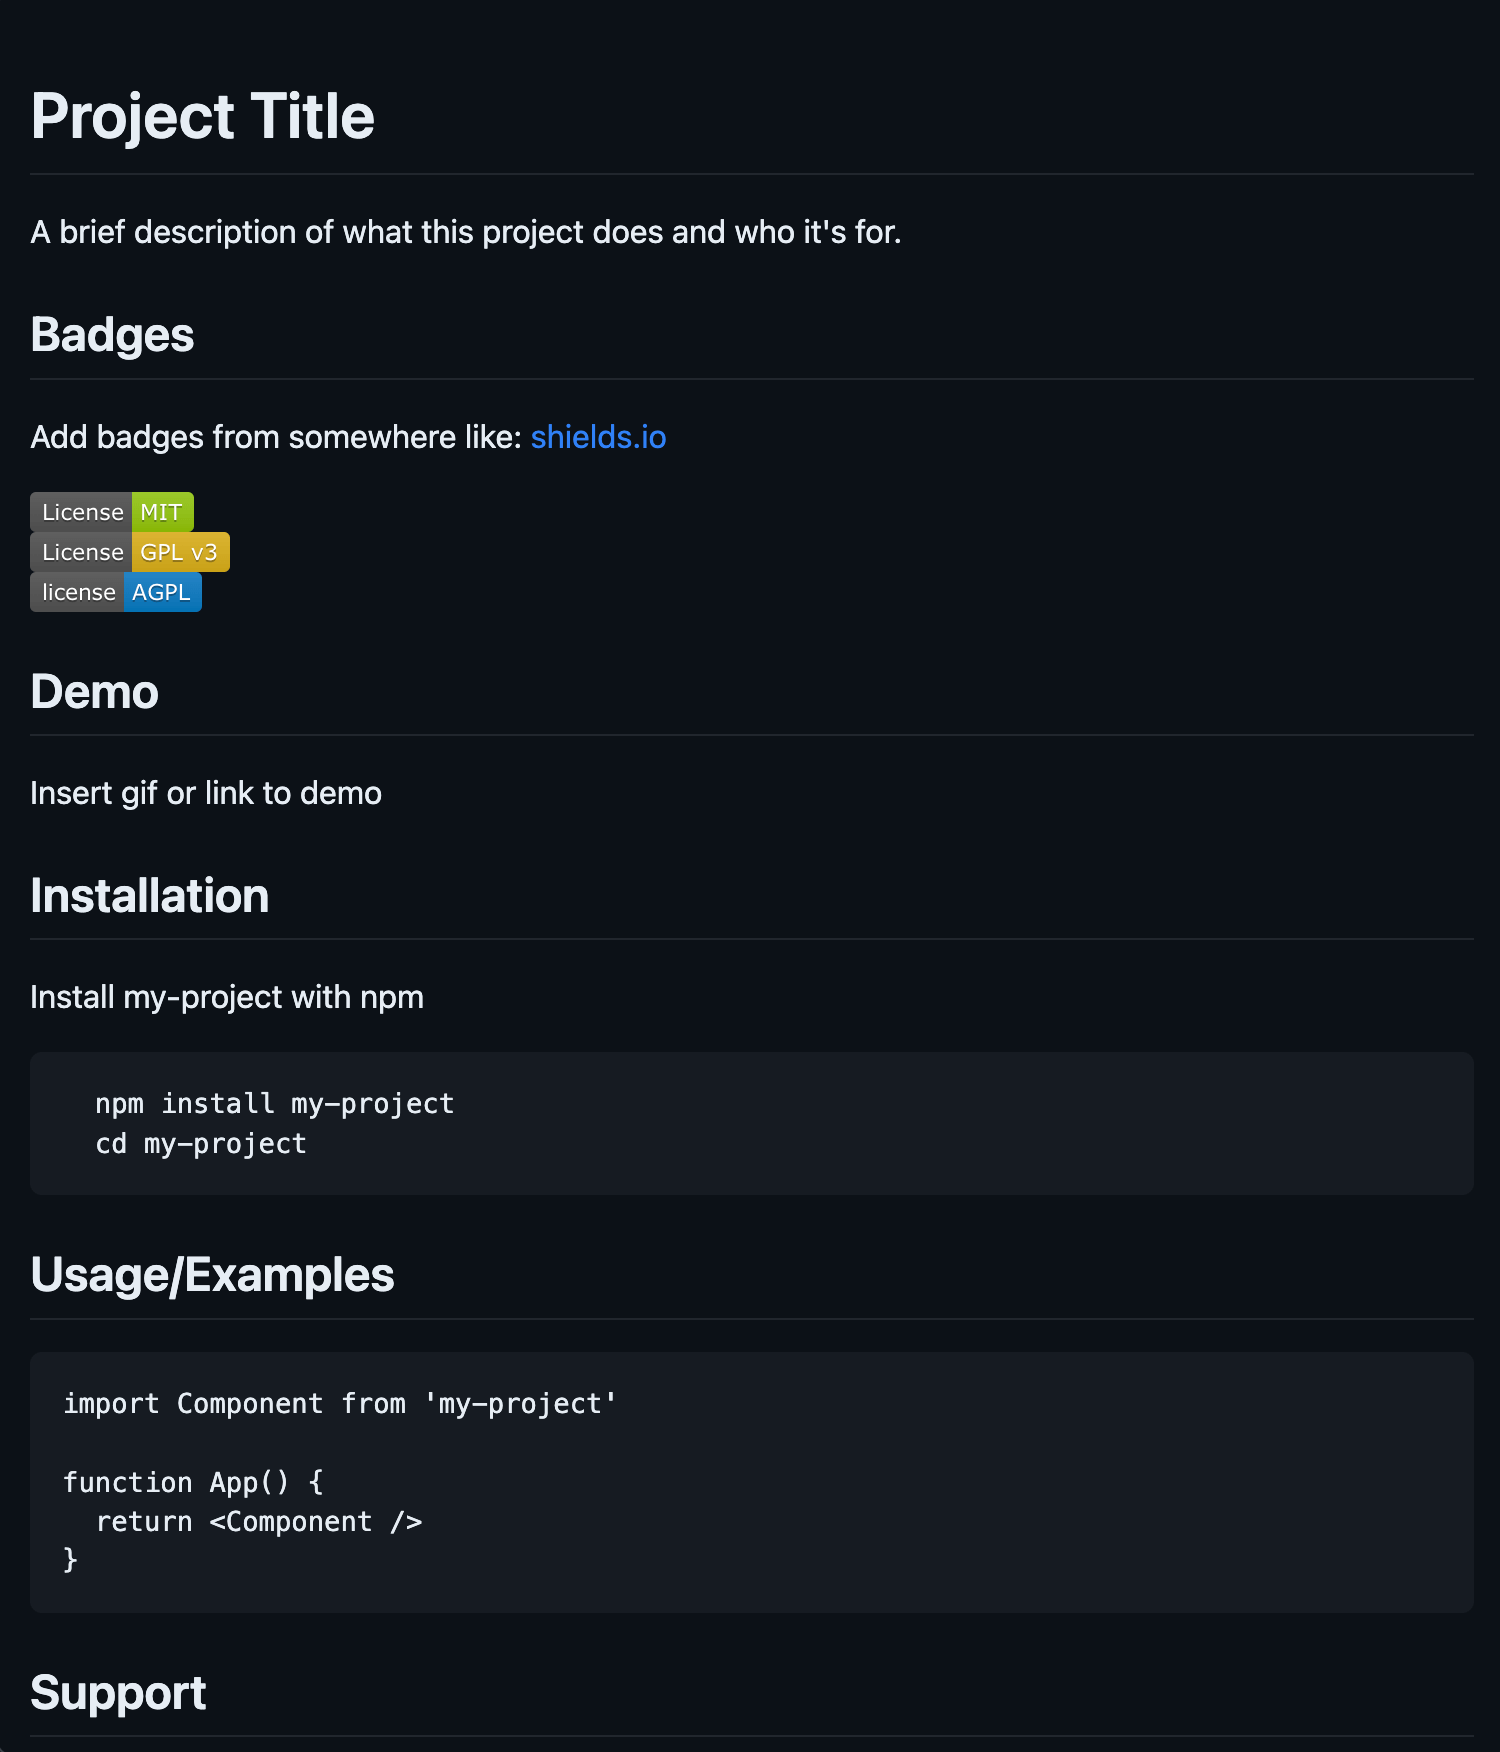 Project Title
A brief description of what this project does and who it's for.
Badges
Add badges from somewhere like: shields.io
License MIT
License GPL v3
license AGPL
Demo
Insert gif or link to demo
Installation
Install my-project with npm
npm install my-project
cd my-project
Usage/Examples
import Component from 'my-project'
function App() {
return <Component />
}
Support